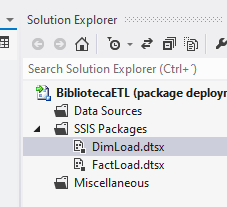 Solution Explorer
Search Solution Explorer (Ctrl+´)
BibliotecaETL (package deploym
Data Sources
SSIS Packages
DimLoad.dtsx
FactLoad.dtsx
Miscellaneous